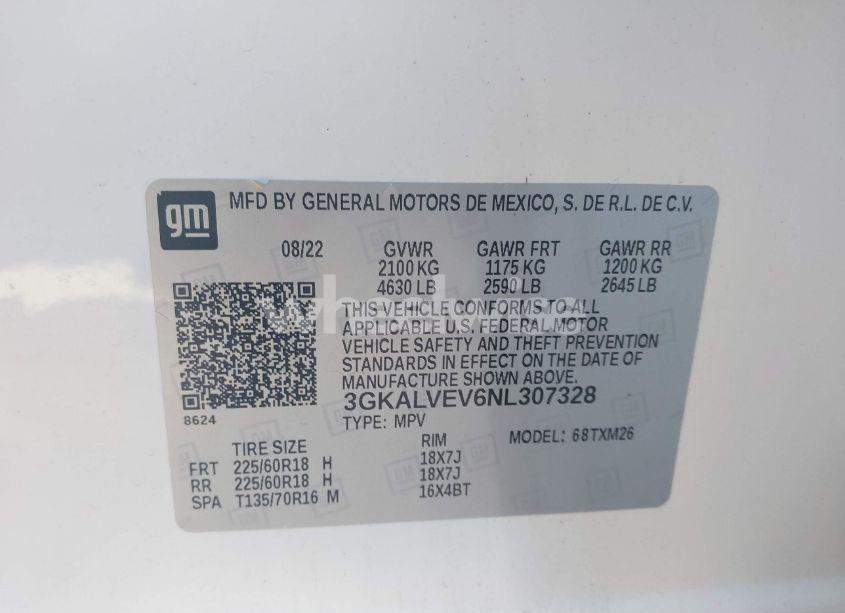 gm
MFD BY GENERAL MOTORS DE MEXICO, S. DE R.L. DE C.V.
08/22 GVWR GAWR FRT GAWR RR
2100 KG 1175 KG 1200 KG
4630 LB 2590 LB 2645 LB
THIS VEHICLE CONFORMS TO ALL
APPLICABLE U.S. FEDERAL MOTOR
VEHICLE SAFETY AND THEFT PREVENTION
STANDARDS IN EFFECT ON THE DATE OF
MANUFACTURE SHOWN ABOVE.
3GKALVEV6NL307328
8624
TYPE: MPV MODEL: 68TXM26
TIRE SIZE RIM
FRT 225/60R18 H 18X7J
RR 225/60R18 H 18X7J
SPA T135/70R16 M 16X4BT